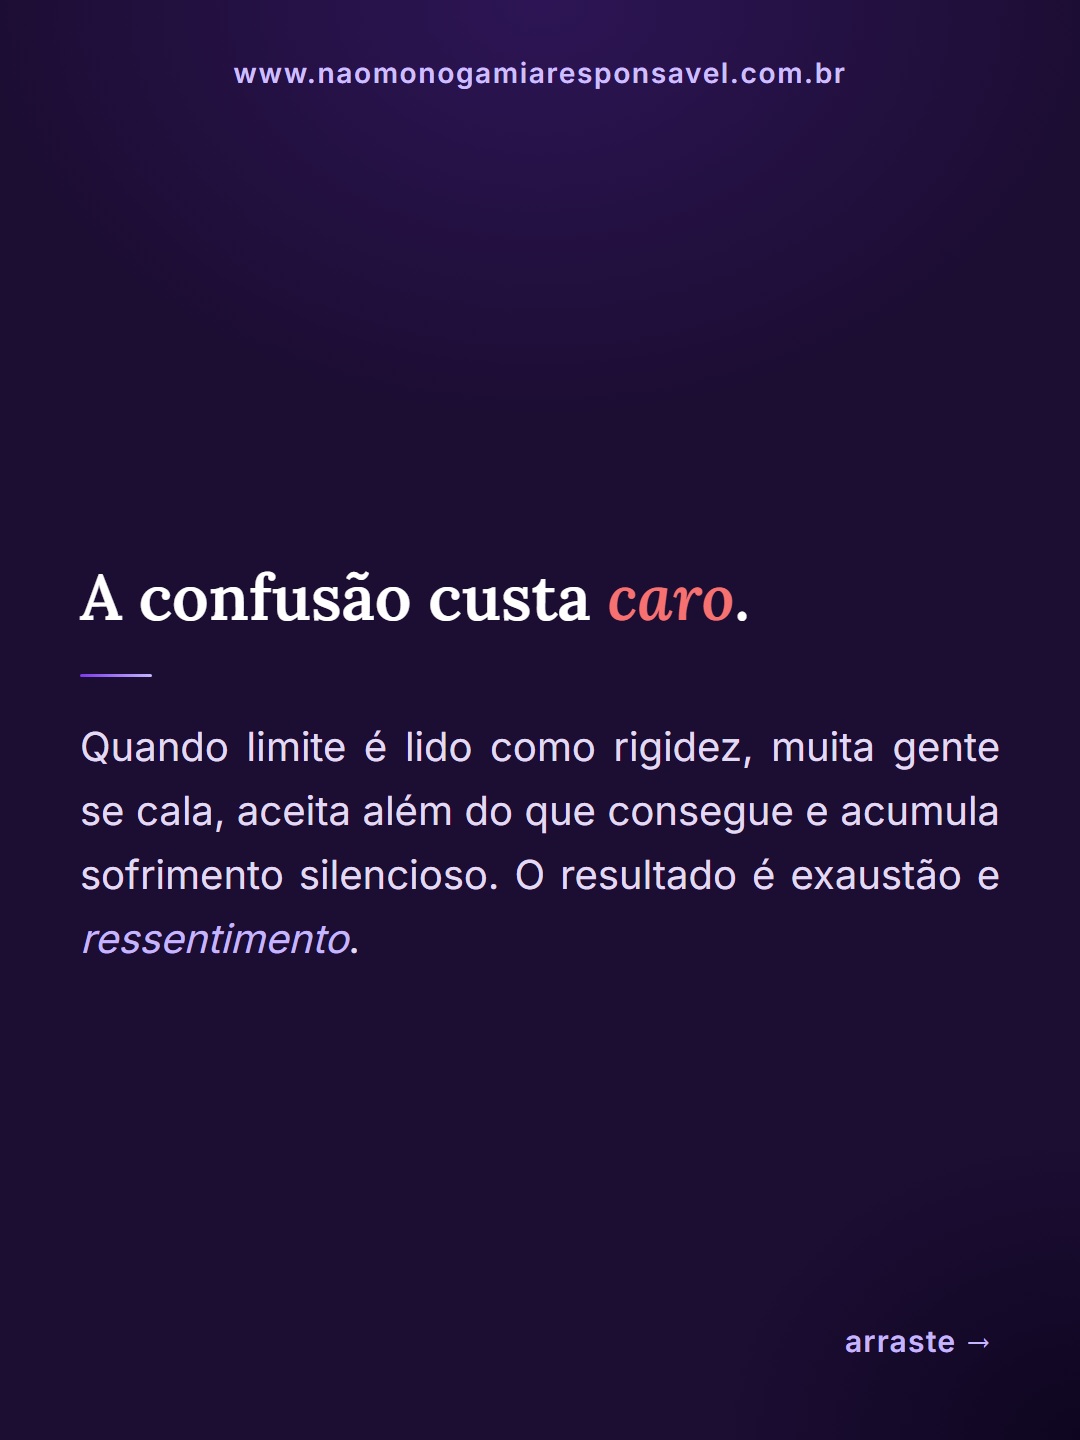 www.naomonogamiaresponsavel.com.br
A confusão custa caro.
Quando limite é lido como rigidez, muita gente
se cala, aceita além do que consegue e acumula
sofrimento silencioso. O resultado é exaustão e
ressentimento.
arraste →